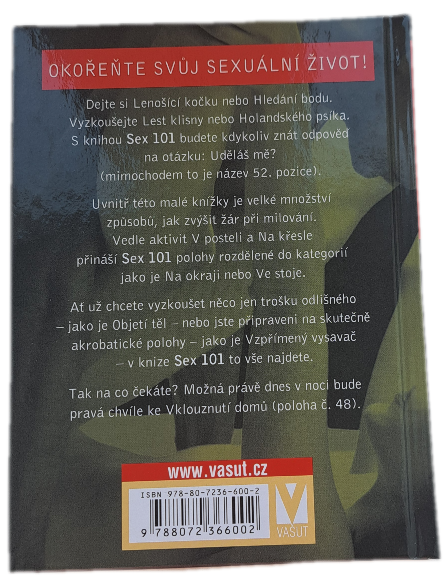 OKOŘEŇTE SVŮJ SEXUÁLNÍ ŽIVOT!
Dejte si Lenošící kočku nebo Hledání bodu.
Vyzkoušejte Lest klisny nebo Holandského psíka.
S knihou Sex 101 budete kdykoliv znát odpověď
na otázku: Uděláš mě?
(mimochodem to je název 52. pozice).
Uvnitř této malé knížky je velké množství
způsobů, jak zvýšit žár při milování.
Vedle aktivit V posteli a Na křesle
přináší Sex 101 polohy rozdělené do kategorií
jako je Na okraji nebo Ve stoje.
Ať už chcete vyzkoušet něco jen trošku odlišného
– jako je Objetí těl – nebo jste připraveni na skutečně
akrobatické polohy – jako je Vzpřímený vysavač
– v knize Sex 101 to vše najdete.
Tak na co čekáte? Možná právě dnes v noci bude
pravá chvíle ke Vklouznutí domů (poloha č. 48).
www.vasut.cz
ISBN 978-80-7236-600-2
9 788072 366002
VAŠUT